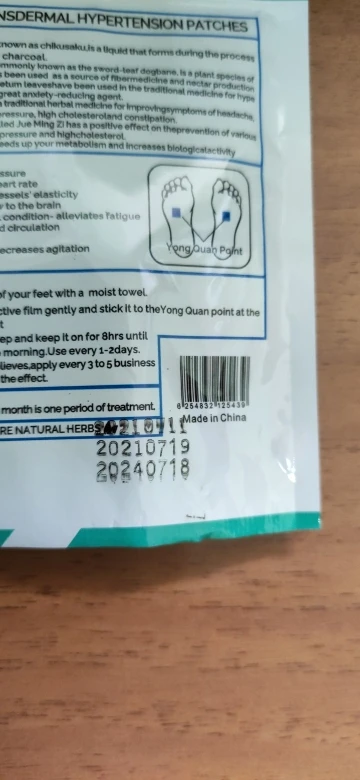 NSDERMAL HYPERTENSION PATCHES
nown as chikusaku,is a liquid that forms during the process
charcoal.
mmonly known as the sword-leaf dogbane, is a plant species of
been used as a source of fibermedicine and nectar production
etum leaveshave been used in the traditional medicine for hype
great anxiety-reducing agent.
traditional herbal medicine for improvingsymptoms of headache,
ressure, high cholesteroland constipation.
led Jue Ming Zi has a positive effect on theprevention of various
pressure and highcholesterol.
eeds up your metabolism and increases biologicalactivity
ssure
art rate
essels' elasticity
to the brain
condition- alleviates fatigue
d circulation
ecreases agitation
Yong Quan Point
of your feet with a moist towel.
ctive film gently and stick it to theYong Quan point at the
t
ep and keep it on for 8hrs until
morning.Use every 1-2days.
lieves,apply every 3 to 5 business
the effect.
month is one period of treatment.
6 254832 125439
Made in China
RE NATURAL HERBS
20210711
20210719
20240718